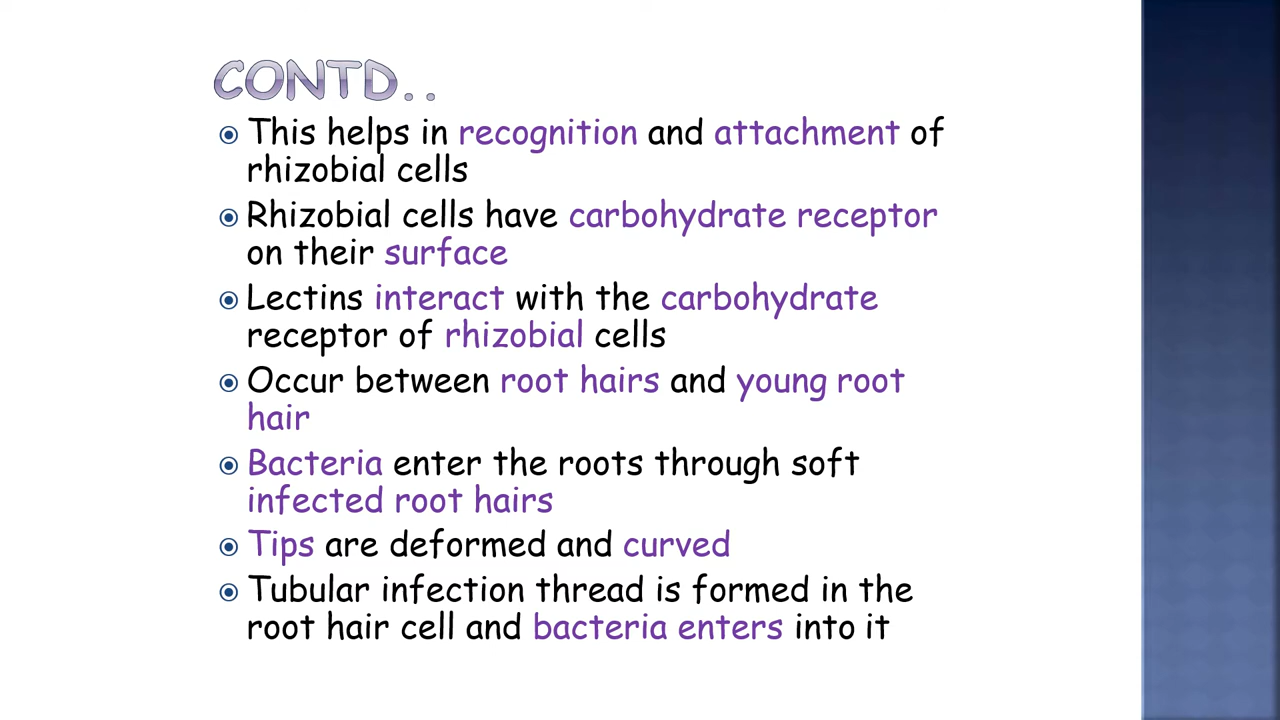 CONTD..
This helps in recognition and attachment of
rhizobial cells
Rhizobial cells have carbohydrate receptor
on their surface
Lectins interact with the carbohydrate
receptor of rhizobial cells
Occur between root hairs and young root
hair
Bacteria enter the roots through soft
infected root hairs
Tips are deformed and curved
Tubular infection thread is formed in the
root hair cell and bacteria enters into it